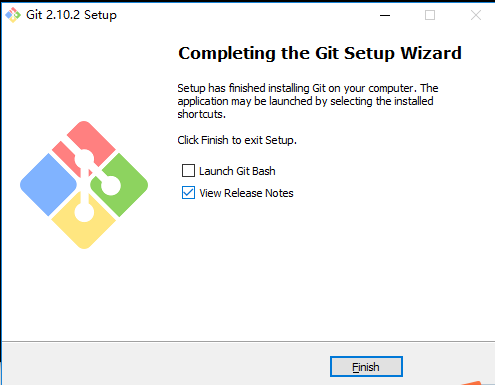 Git 2.10.2 Setup
Completing the Git Setup Wizard
Setup has finished installing Git on your computer. The
application may be launched by selecting the installed
shortcuts.
Click Finish to exit Setup.
Launch Git Bash
View Release Notes
Finish